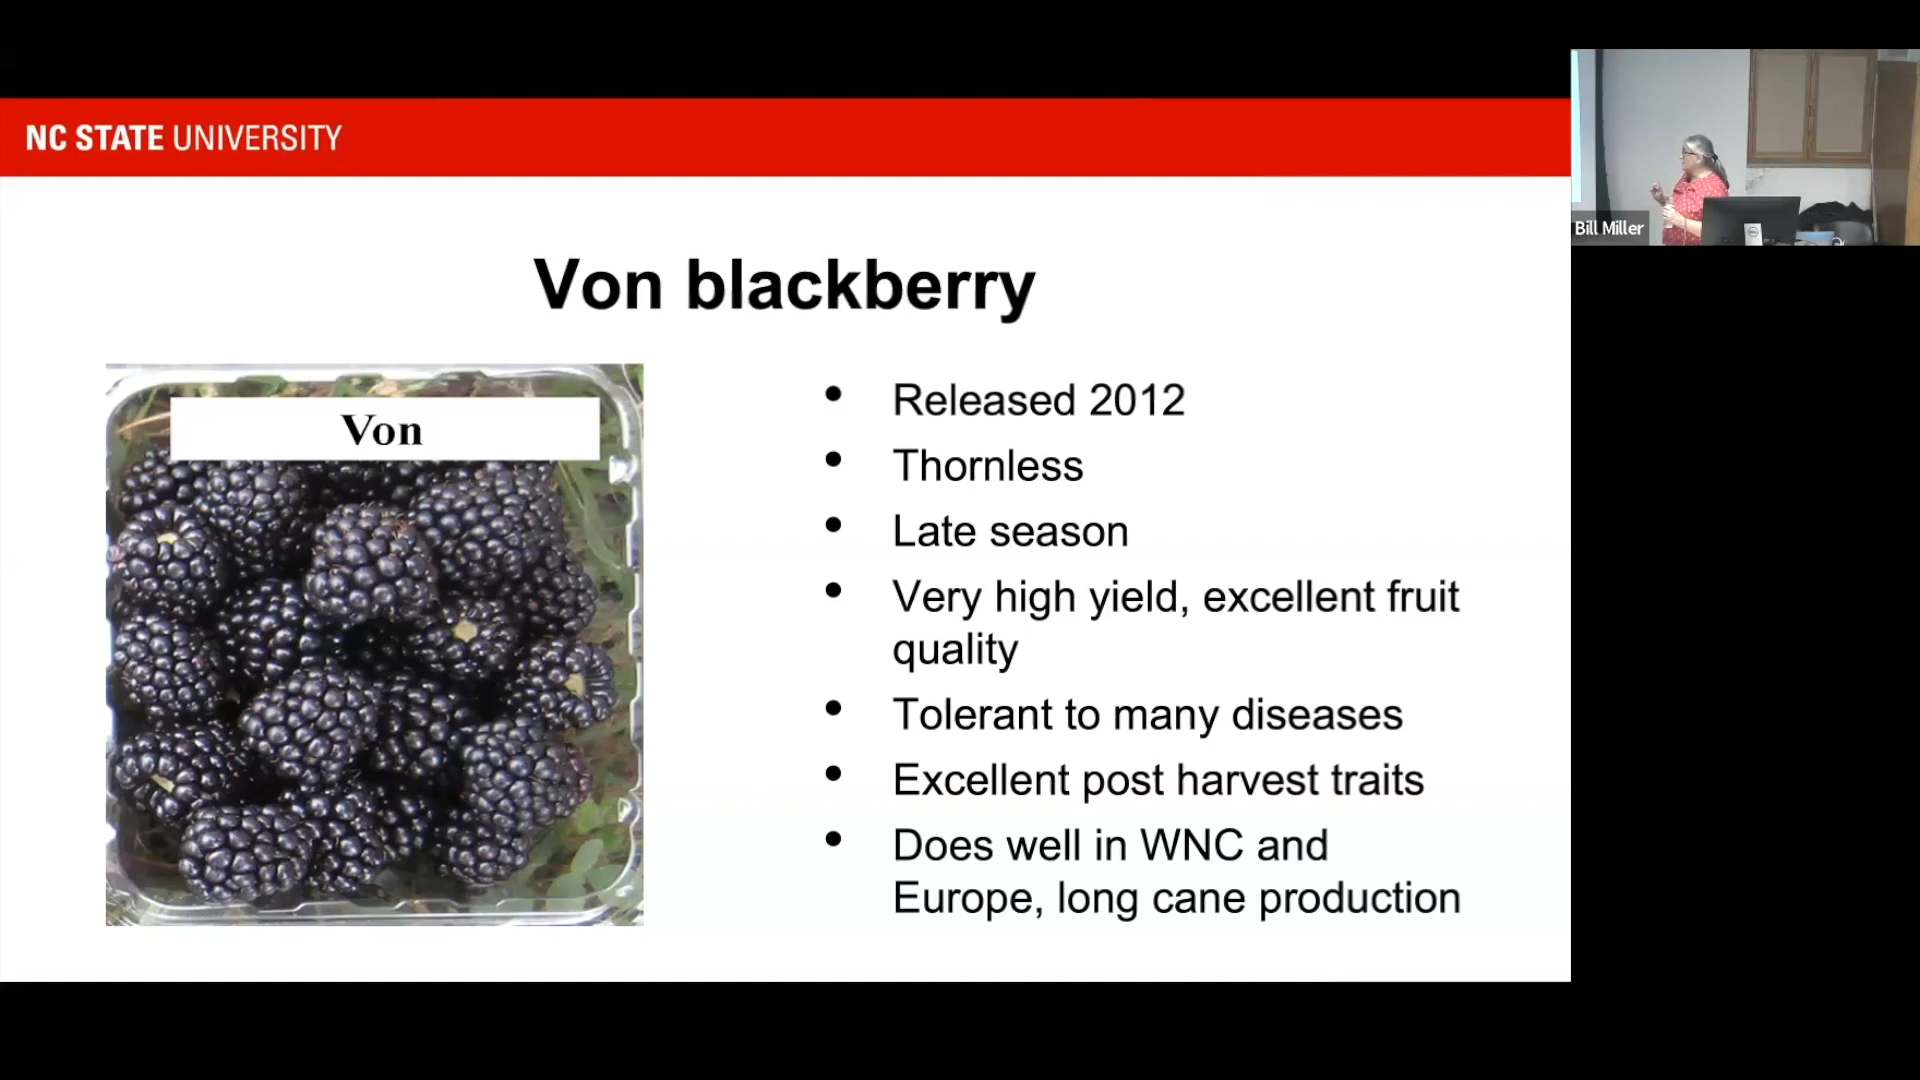 NC STATE UNIVERSITY
Bill Miller
Von blackberry
Von
• Released 2012
• Thornless
• Late season
• Very high yield, excellent fruit
quality
• Tolerant to many diseases
• Excellent post harvest traits
• Does well in WNC and
Europe, long cane production